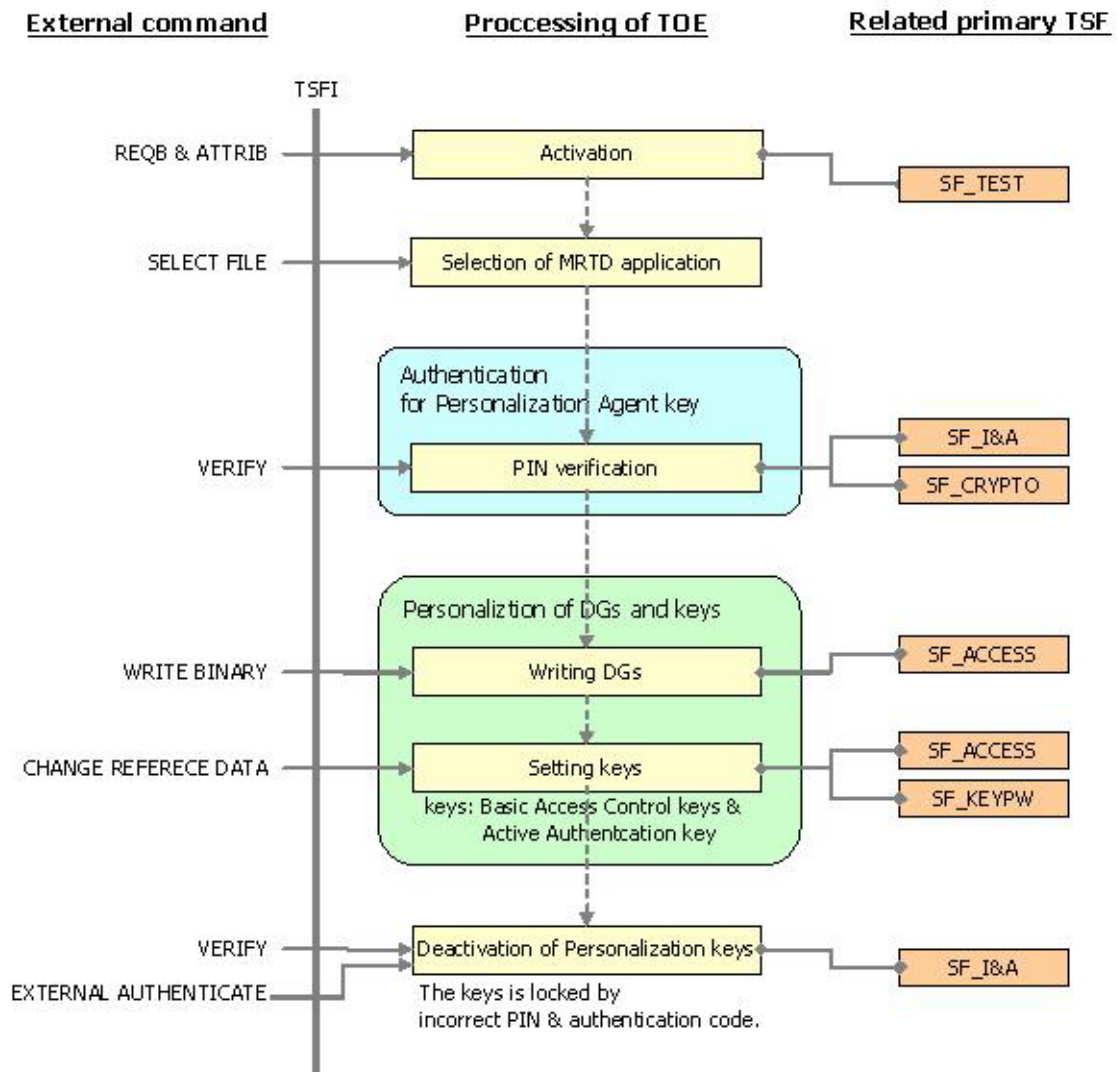 External command
Proccessing of TOE
Related primary TSF
TSFI
REQB & ATTRIB
Activation
SF_TEST
SELECT FILE
Selection of MRTD application
Authentication
for Personalization Agent key
VERIFY
PIN verification
SF_I&A
SF_CRYPTO
Personaliztion of DGs and keys
WRITE BINARY
Writing DGs
SF_ACCESS
CHANGE REFERECE DATA
Setting keys
SF_ACCESS
SF_KEYPW
keys: Basic Access Control keys &
Active Authentcation key
VERIFY
Deactivation of Personalization keys
SF_I&A
EXTERNAL AUTHENTICATE
The keys is locked by
incorrect PIN & authentication code.